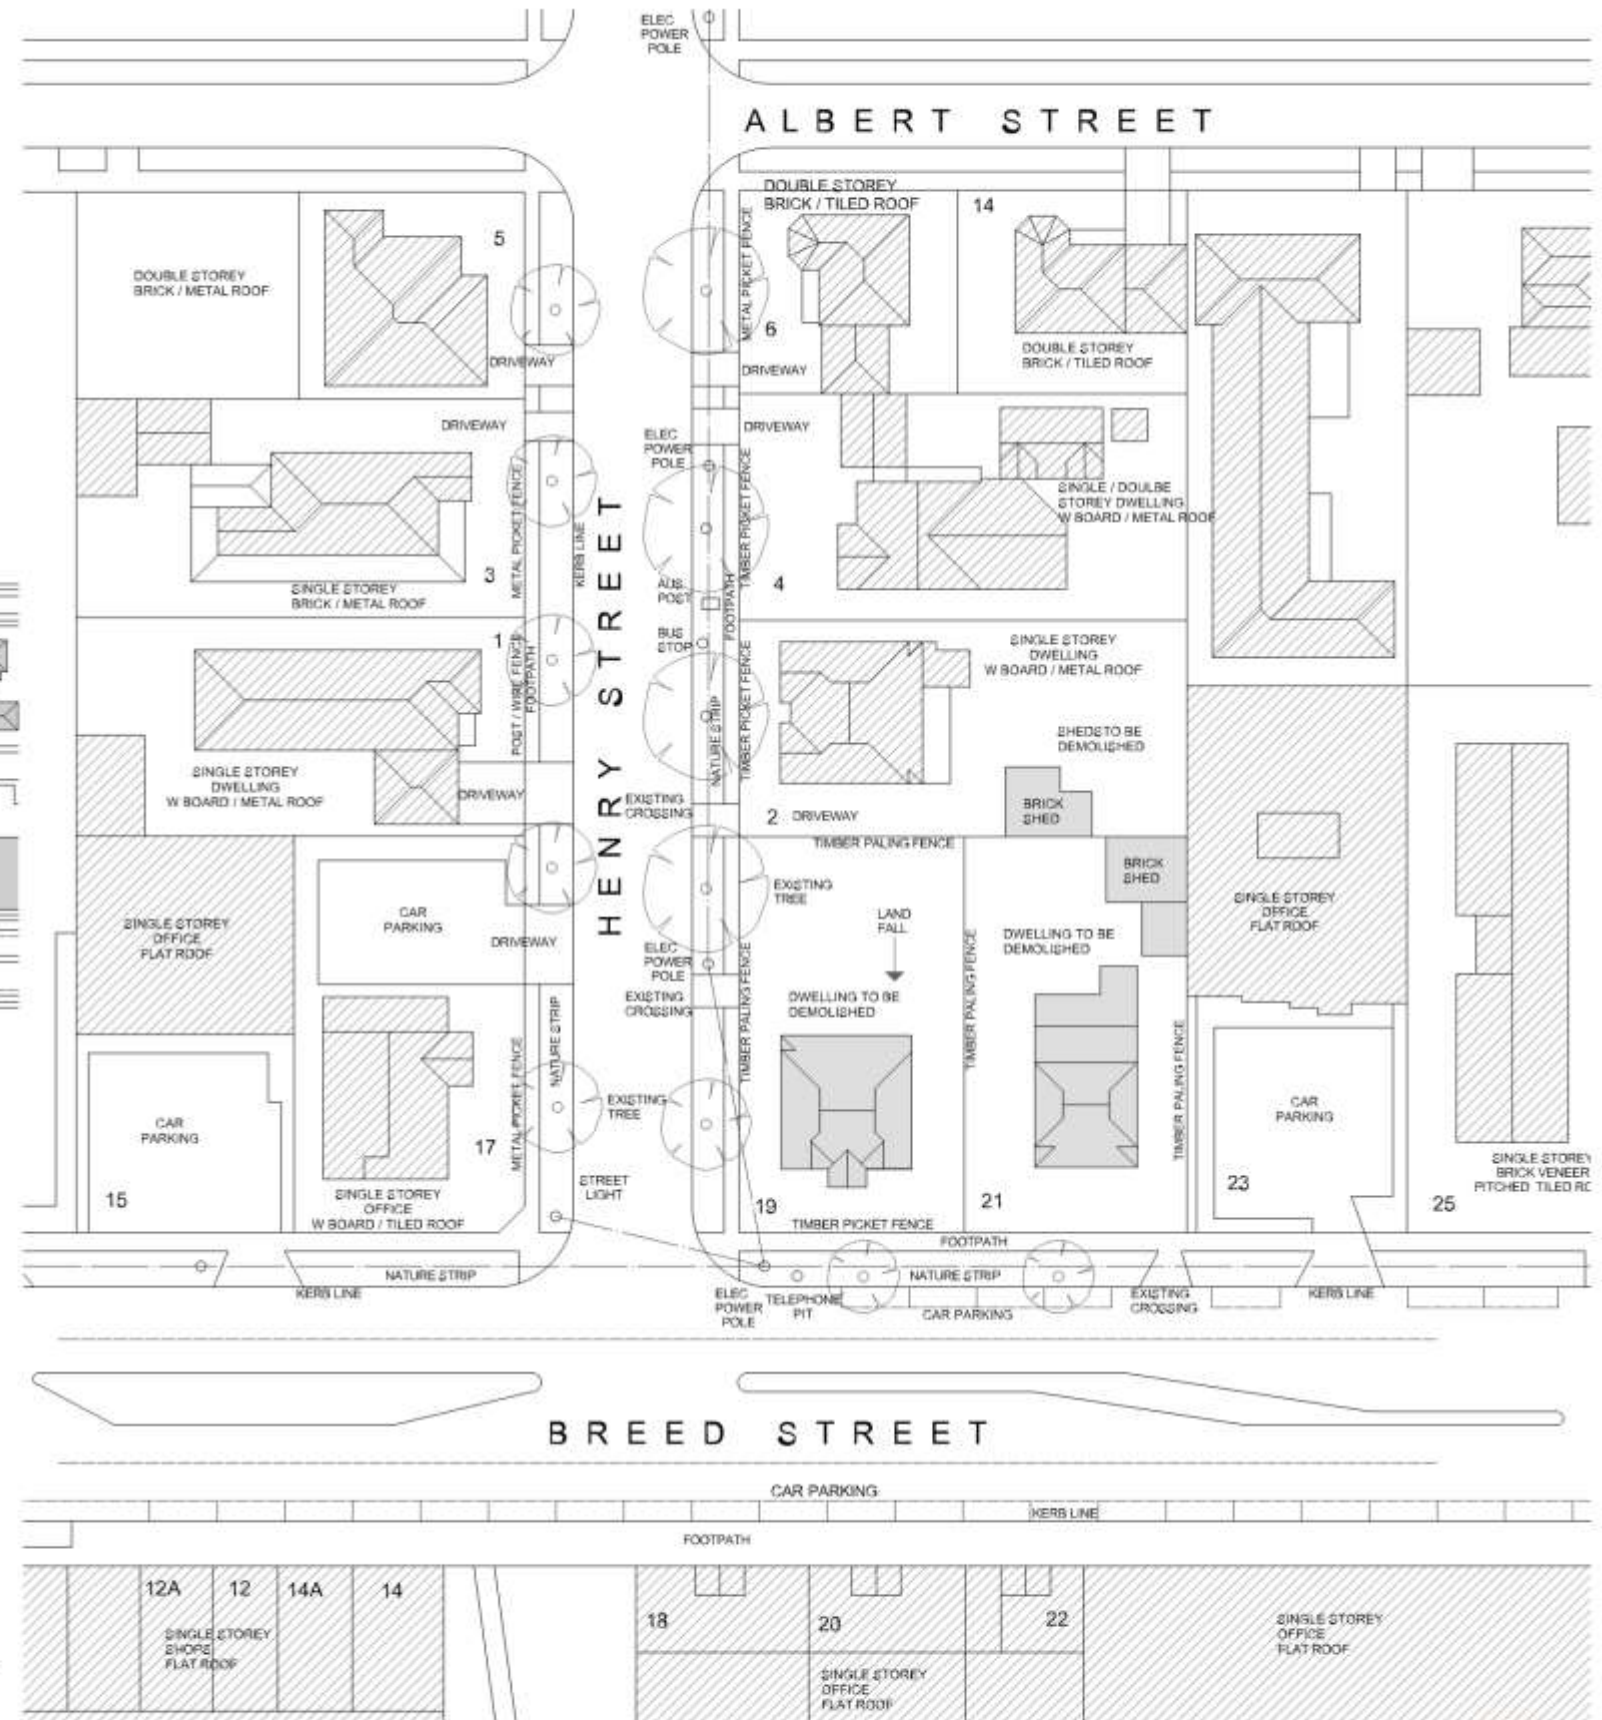 ELEC
POWER
POLE
ALBERT STREET
DOUBLE STOREY
BRICK / TILED ROOF
14
5
METAL PICKET FENCE
DOUBLE STOREY
BRICK / METAL ROOF
6
DRIVEWAY
DRIVEWAY
DOUBLE STOREY
BRICK / TILED ROOF
DRIVEWAY
DRIVEWAY
ELEC
POWER
POLE
METAL PICKET FENCE
KERB LINE
HENRY STREET
TIMBER PICKET FENCE
SINGLE / DOULBE
STOREY DWELLING
W BOARD / METAL ROOF
3
SINGLE STOREY
BRICK / METAL ROOF
AUS
POST
FOOTPATH
4
1
POST / WIRE FENCE
FOOTPATH
BUS
STOP
TIMBER PICKET FENCE
NATURE STRIP
SINGLE STOREY
DWELLING
W BOARD / METAL ROOF
SHEDS TO BE
DEMOLISHED
SINGLE STOREY
DWELLING
W BOARD / METAL ROOF
DRIVEWAY
EXISTING
CROSSING
2
DRIVEWAY
BRICK
SHED
TIMBER PALING FENCE
BRICK
SHED
EXISTING
TREE
SINGLE STOREY
OFFICE
FLAT ROOF
CAR
PARKING
DRIVEWAY
LAND
FALL
DWELLING TO BE
DEMOLISHED
SINGLE STOREY
OFFICE
FLAT ROOF
ELEC
POWER
POLE
EXISTING
CROSSING
TIMBER PALING FENCE
DWELLING TO BE
DEMOLISHED
TIMBER PALING FENCE
TIMBER PALING FENCE
NATURE STRIP
METAL PICKET FENCE
EXISTING
TREE
CAR
PARKING
CAR
PARKING
17
STREET
LIGHT
SINGLE STOREY
BRICK VENEER
PITCHED TILED RO
15
SINGLE STOREY
OFFICE
W BOARD / TILED ROOF
19
TIMBER PICKET FENCE
21
23
25
FOOTPATH
NATURE STRIP
KERB LINE
ELEC
POWER
POLE
TELEPHONE
PIT
NATURE STRIP
CAR PARKING
EXISTING
CROSSING
KERB LINE
BREED STREET
CAR PARKING
KERB LINE
FOOTPATH
12A
12
14A
14
SINGLE STOREY
SHOPS
FLAT ROOF
18
20
22
SINGLE STOREY
OFFICE
FLAT ROOF
SINGLE STOREY
OFFICE
FLAT ROOF